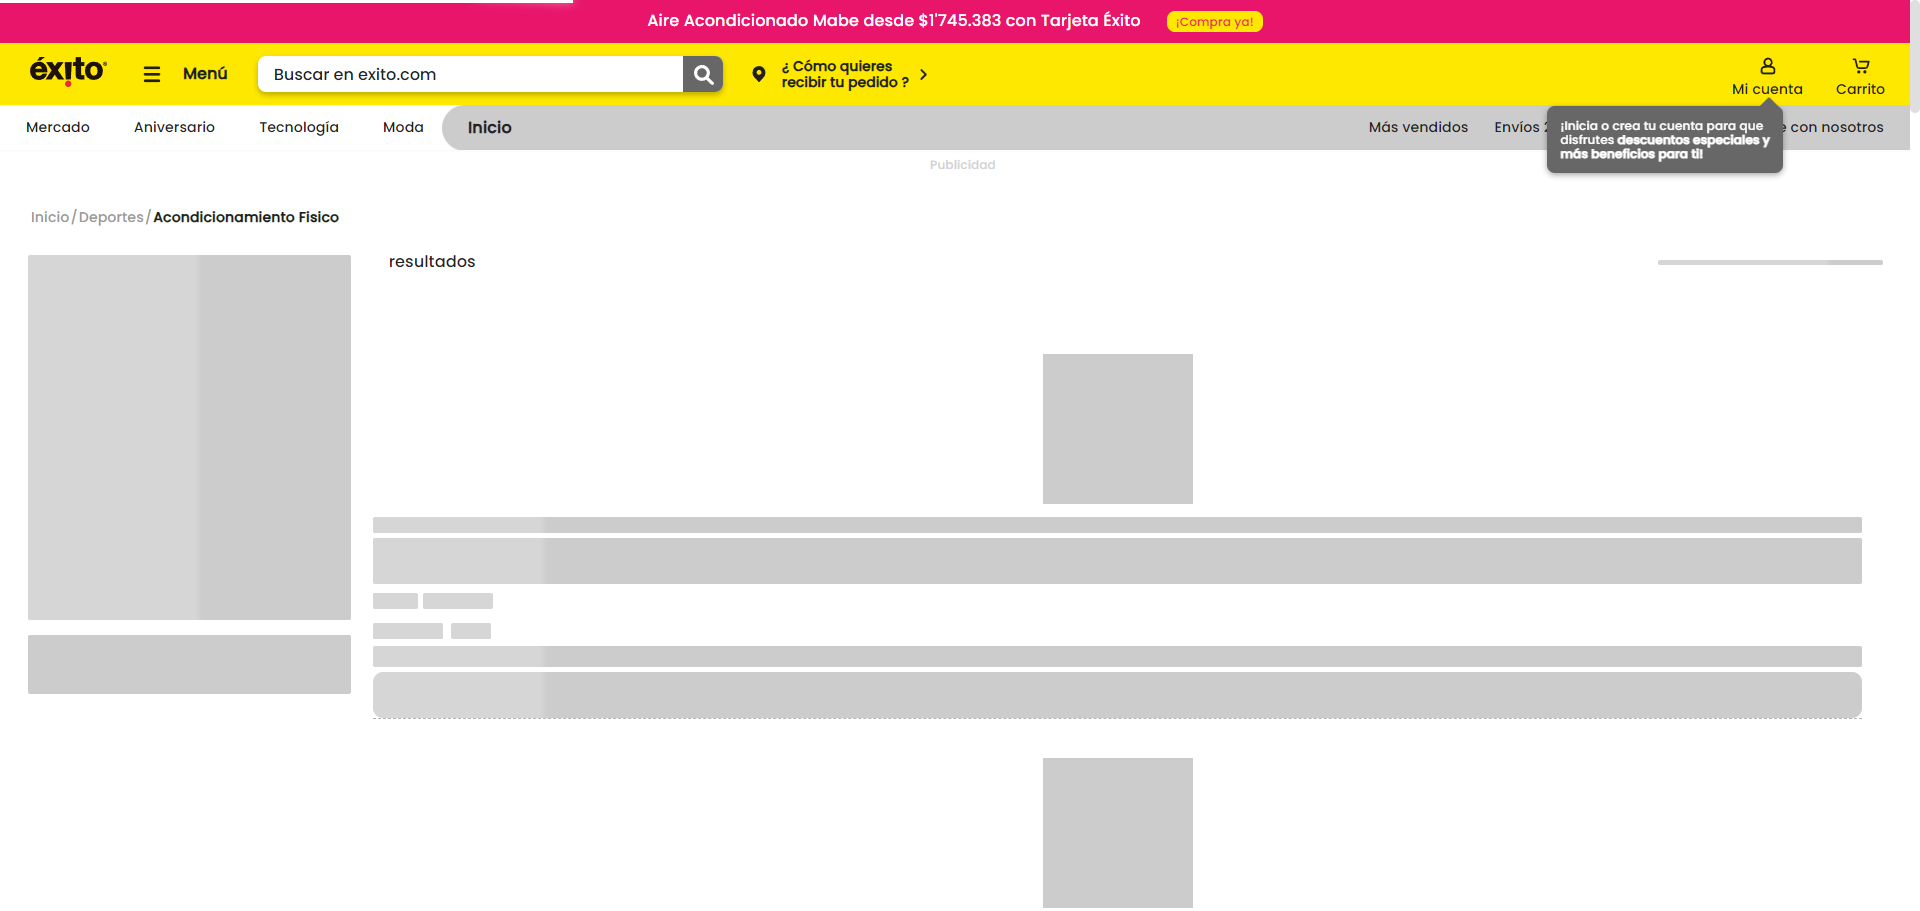 Aire Acondicionado Mabe desde $1'745.383 con Tarjeta Éxito ¡Compra ya!
éxito
Menú
Buscar en exito.com
¿ Cómo quieres
recibir tu pedido ?
Mi cuenta
Carrito
Mercado
Aniversario
Tecnología
Moda
Inicio
Más vendidos
Envíos
con nosotros
¡Inicia o crea tu cuenta para que
disfrutes descuentos especiales y
más beneficios para ti!
Publicidad
Inicio/Deportes/Acondicionamiento Fisico
resultados